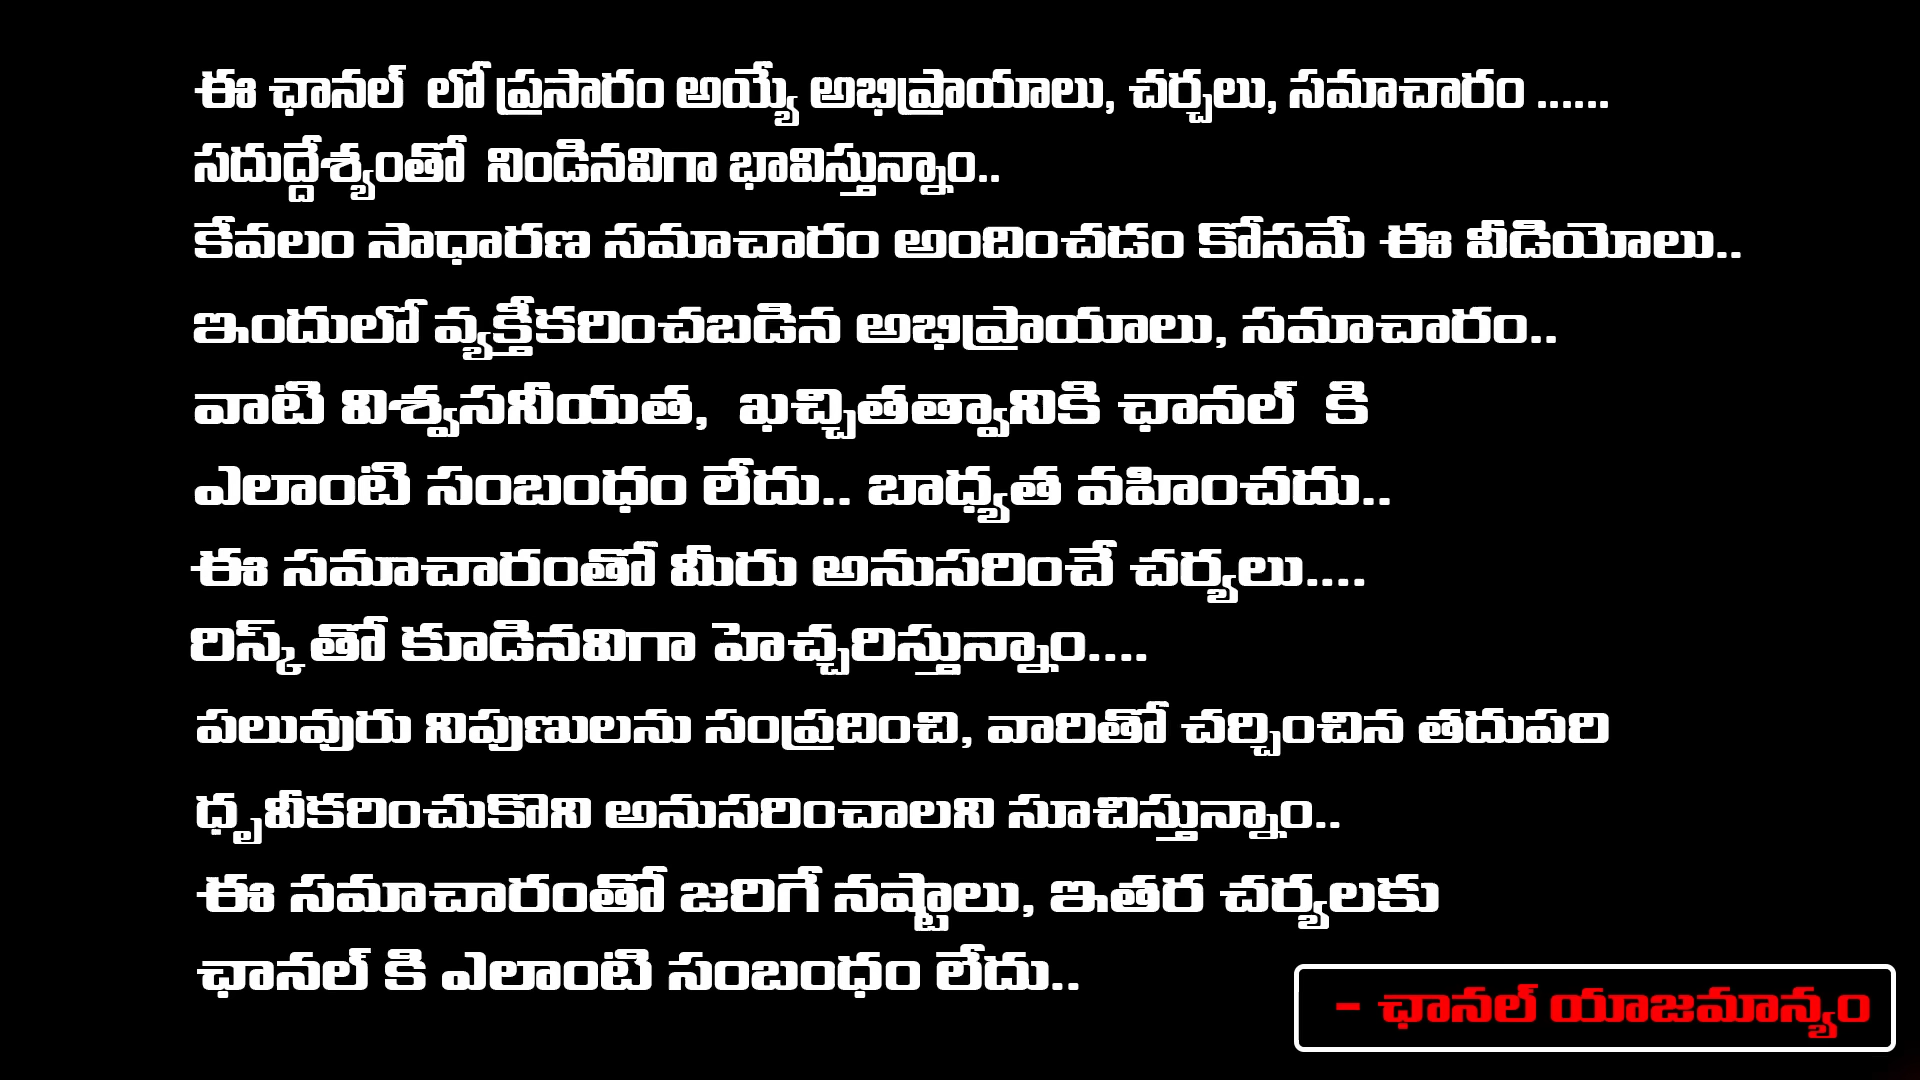 ఈ ఛానల్ లో ప్రసారం అయ్యే అభిప్రాయాలు, చర్చలు, సమాచారం ......
సదుద్దేశ్యంతో నిండినవిగా భావిస్తున్నాం..
కేవలం సాధారణ సమాచారం అందించడం కోసమే ఈ వీడియోలు..
ఇందులో వ్యక్తీకరించబడిన అభిప్రాయాలు, సమాచారం..
వాటి విశ్వసనీయత, ఖచ్చితత్వానికి ఛానల్ కి
ఎలాంటి సంబంధం లేదు.. బాధ్యత వహించదు..
ఈ సమాచారంతో మీరు అనుసరించే చర్యలు....
రిస్క్ తో కూడినవిగా హెచ్చరిస్తున్నాం....
పలువురు నిపుణులను సంప్రదించి, వారితో చర్చించిన తదుపరి
ధృవీకరించుకొని అనుసరించాలని సూచిస్తున్నాం..
ఈ సమాచారంతో జరిగే నష్టాలు, ఇతర చర్యలకు
ఛానల్ కి ఎలాంటి సంబంధం లేదు..
- ఛానల్ యాజమాన్యం